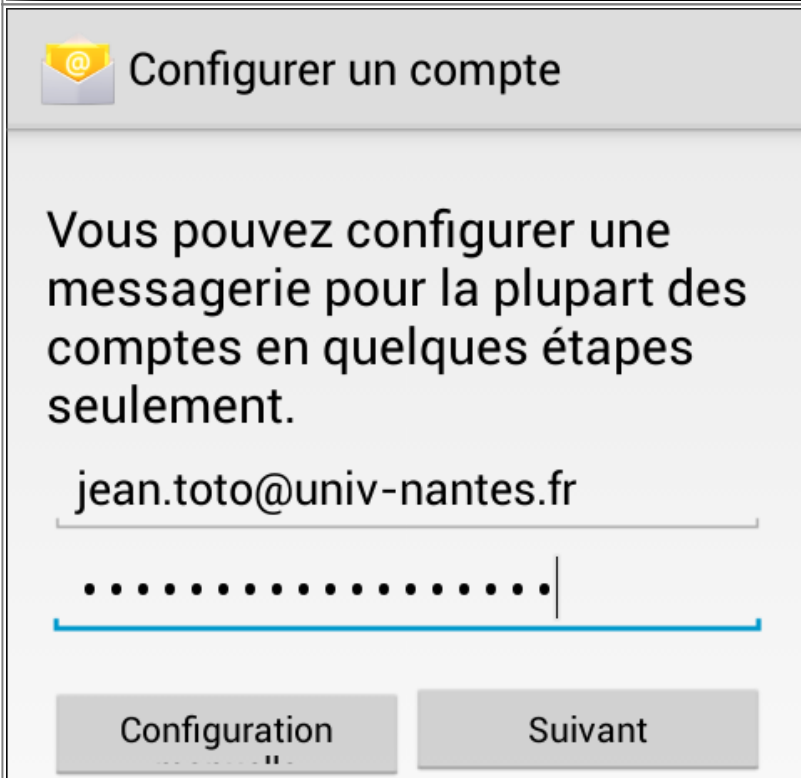 Configurer un compte
Vous pouvez configurer une
messagerie pour la plupart des
comptes en quelques étapes
seulement.
jean.toto@univ-nantes.fr
••••••••••••••••••
Configuration
Suivant